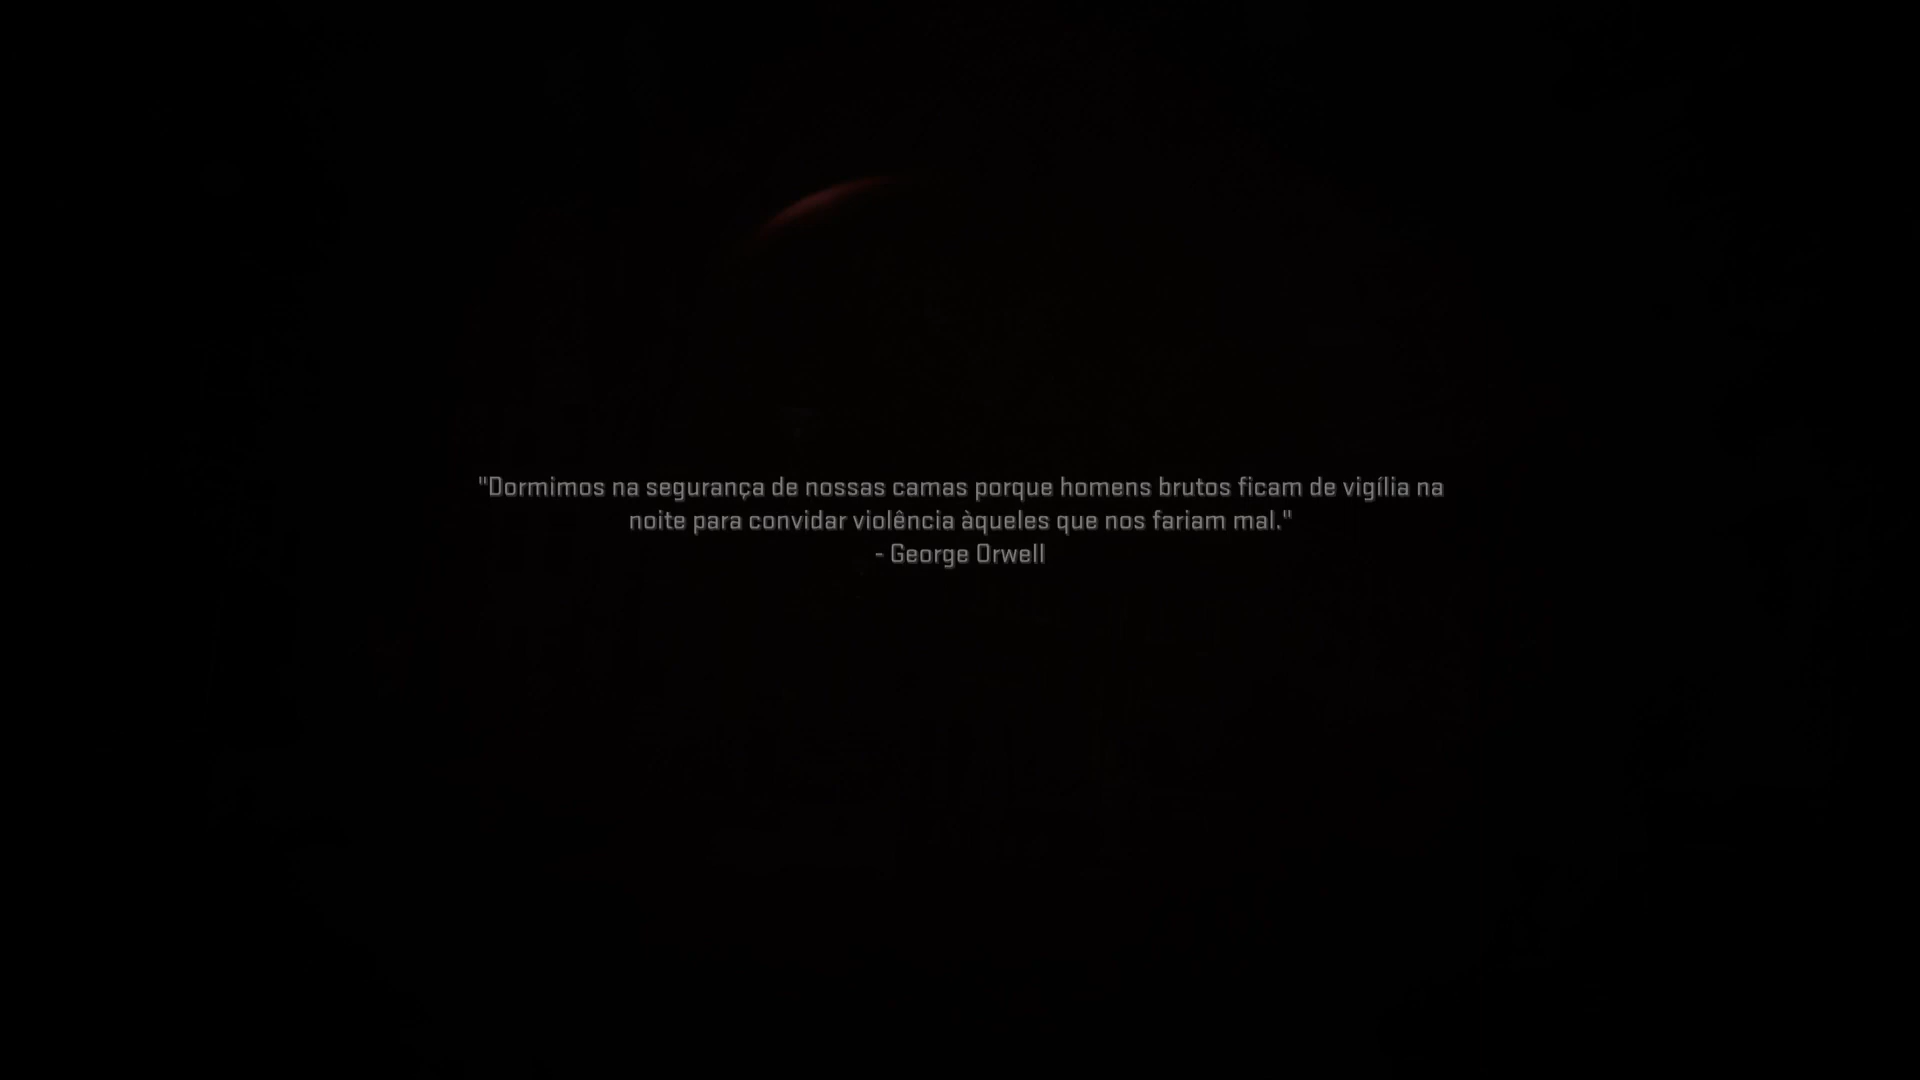 "Dormimos na segurança de nossas camas porque homens brutos ficam de vigília na
noite para convidar violência àqueles que nos fariam mal."
- George Orwell